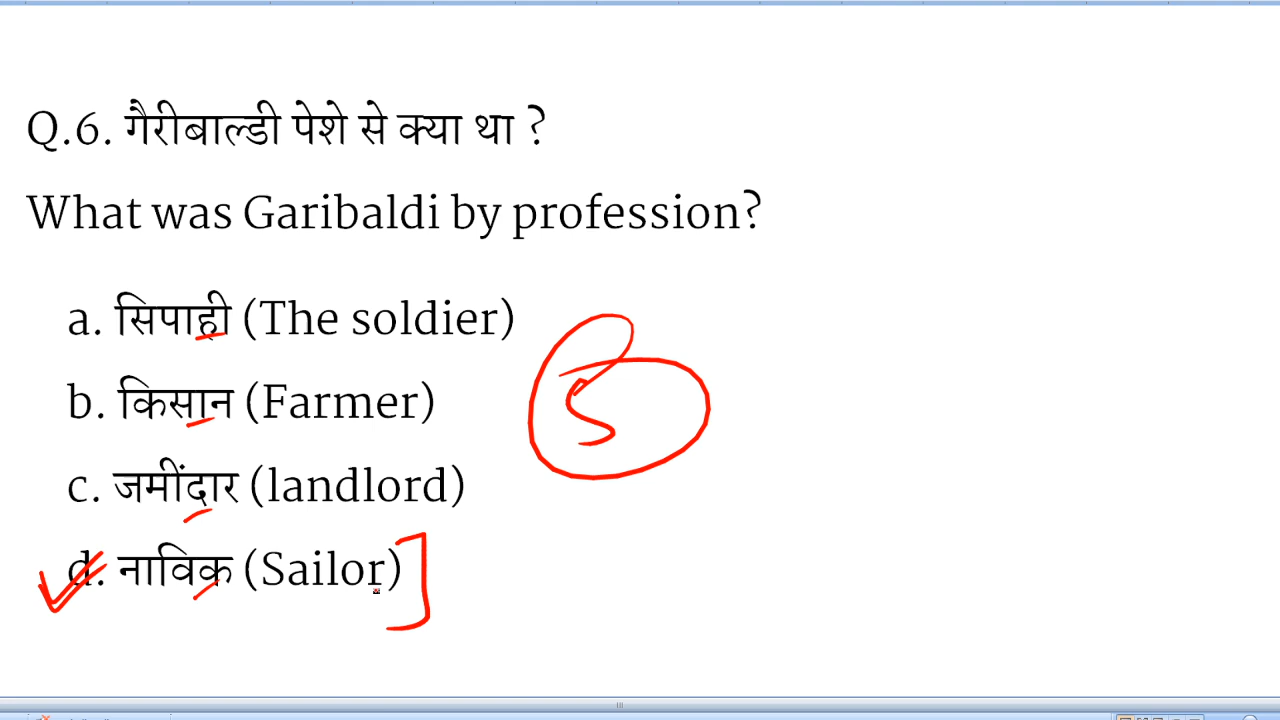 Q.6. गैरीबाल्डी पेशे से क्या था ?
What was Garibaldi by profession?
a. सिपाही (The soldier)
b. किसान (Farmer)
c. जमींदार (landlord)
d. नाविक (Sailor)